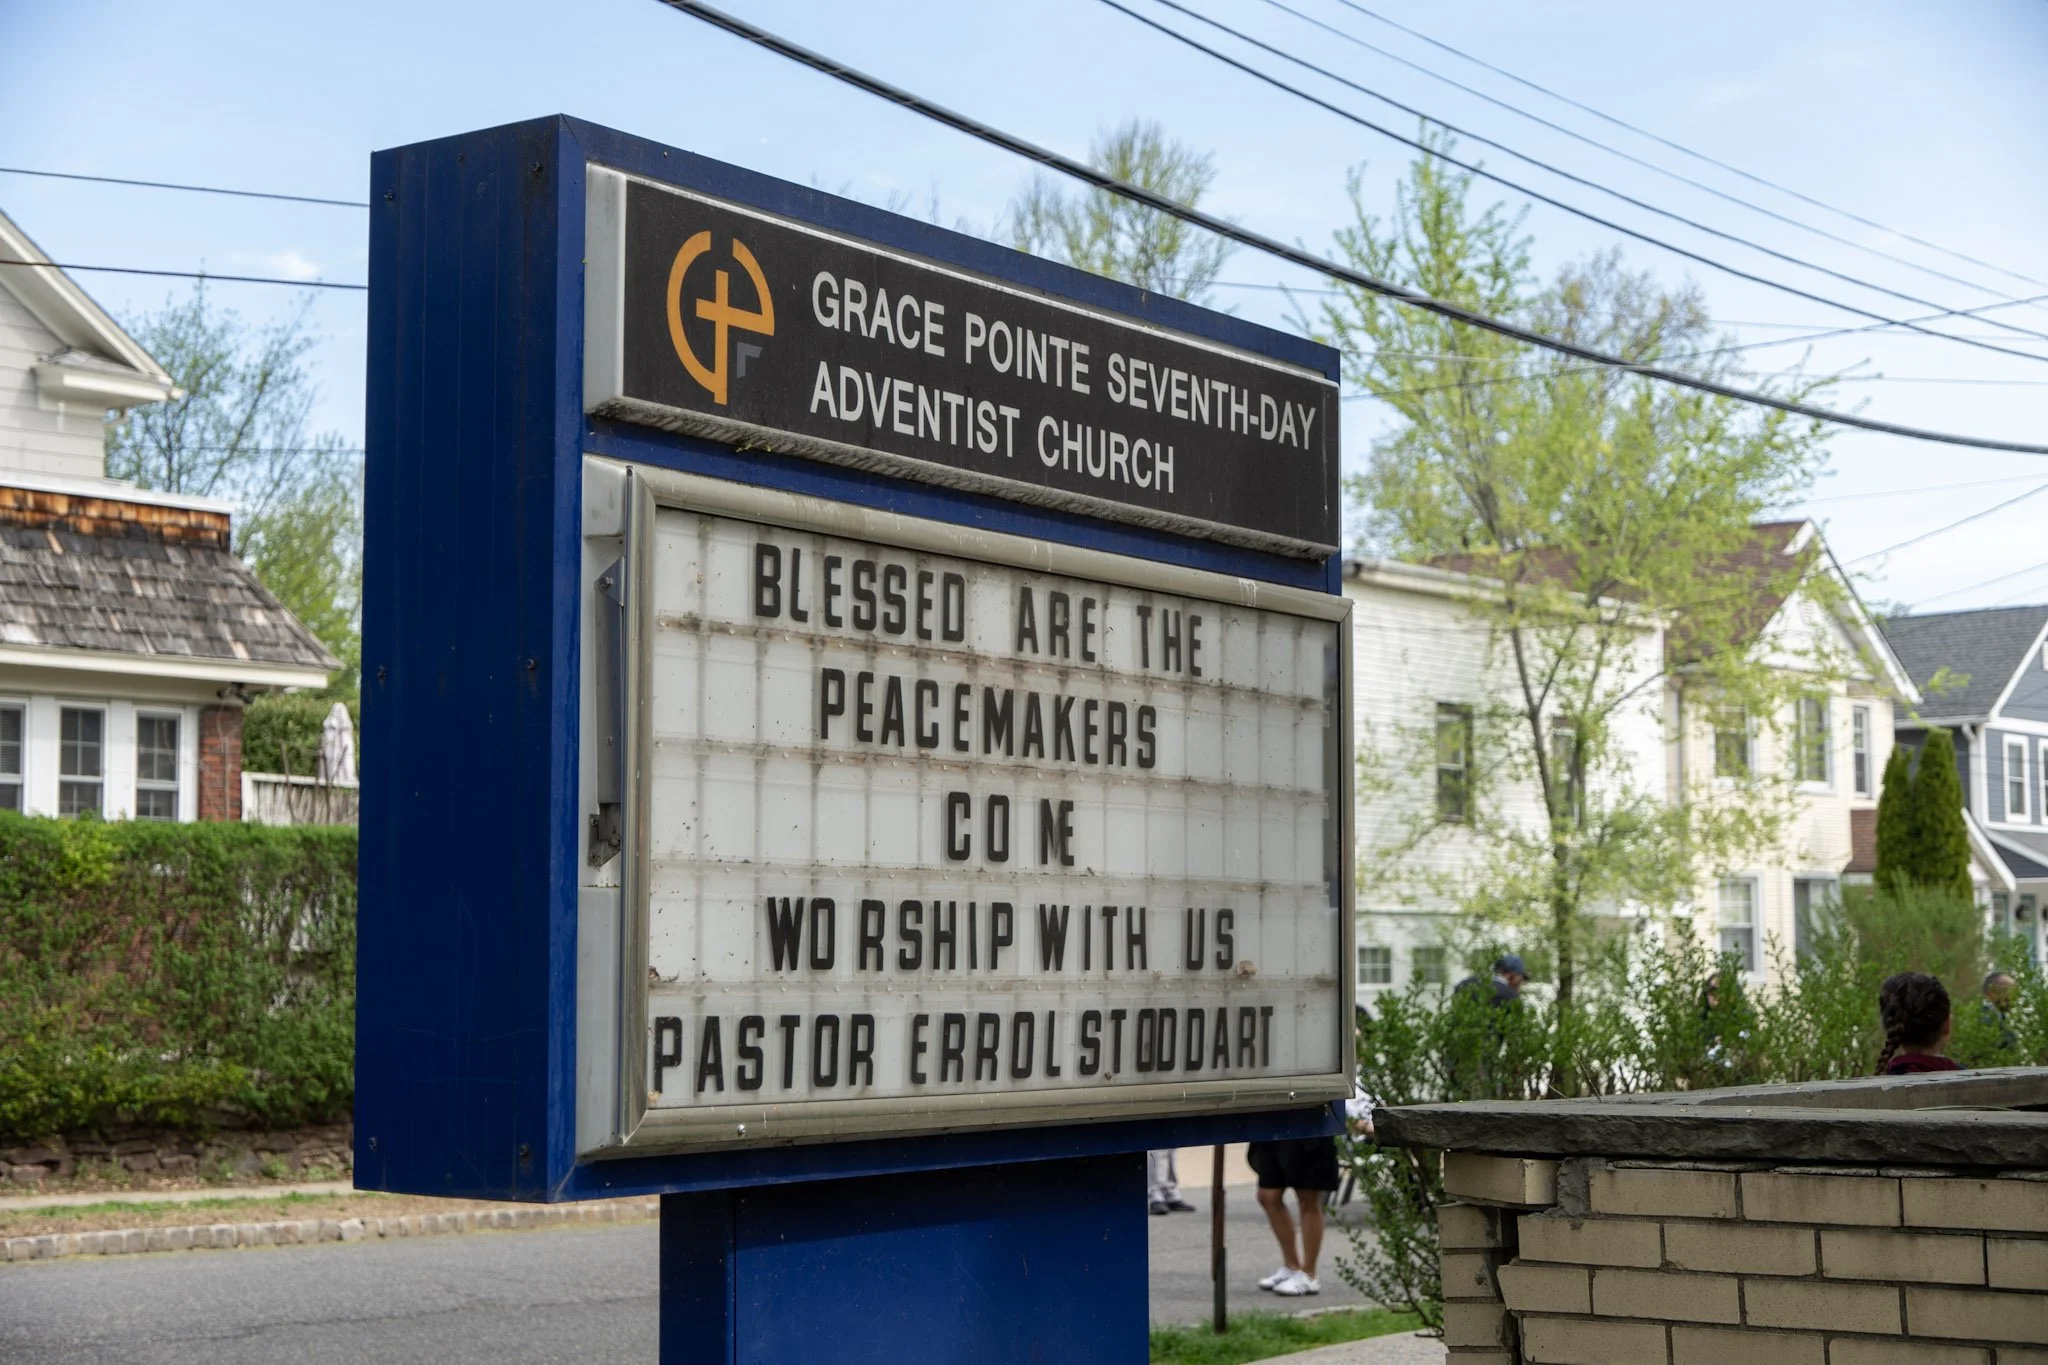 GRACE POINTE SEVENTH-DAY
ADVENTIST CHURCH
BLESSED ARE THE
PEACEMAKERS
COME
WORSHIP WITH US
PASTOR ERROL STODDART